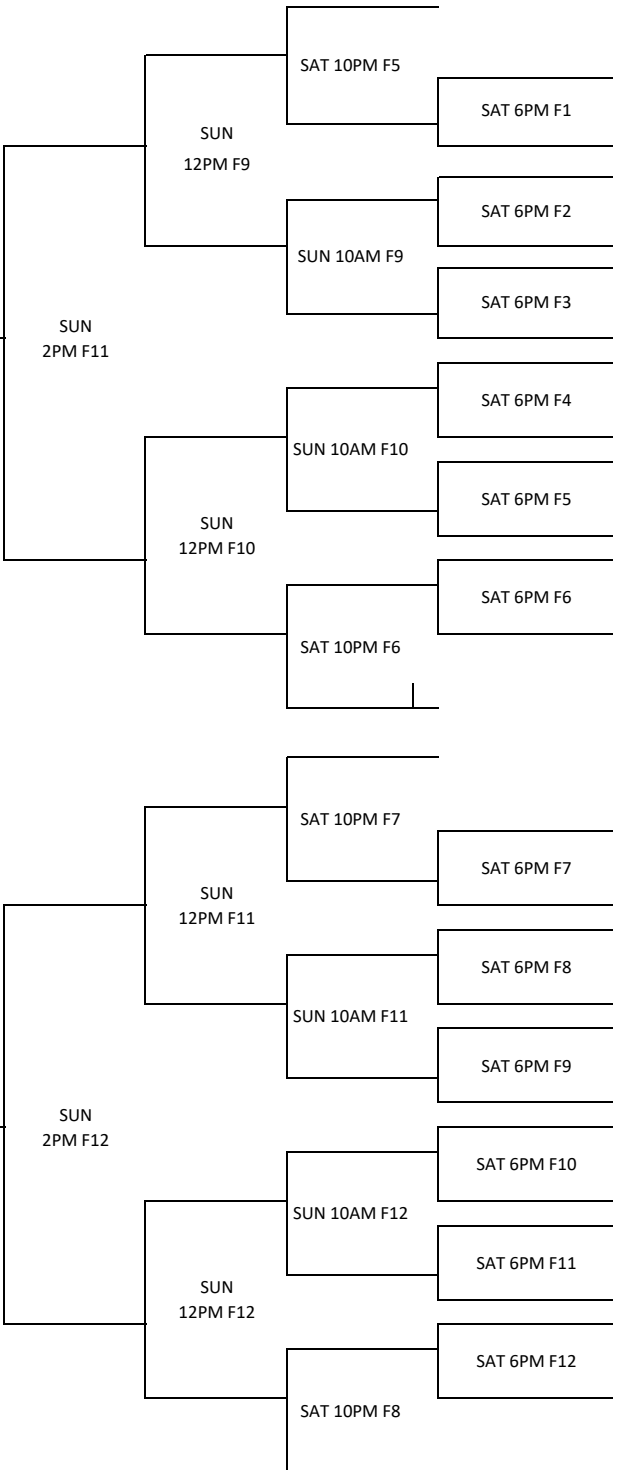 SAT 10PM F5
SAT 6PM F1
SUN
12PM F9
SAT 6PM F2
SUN 10AM F9
SAT 6PM F3
SUN
2PM F11
SAT 6PM F4
SUN 10AM F10
SAT 6PM F5
SUN
12PM F10
SAT 6PM F6
SAT 10PM F6
SAT 10PM F7
SAT 6PM F7
SUN
12PM F11
SAT 6PM F8
SUN 10AM F11
SAT 6PM F9
SUN
2PM F12
SAT 6PM F10
SUN 10AM F12
SAT 6PM F11
SUN
12PM F12
SAT 6PM F12
SAT 10PM F8